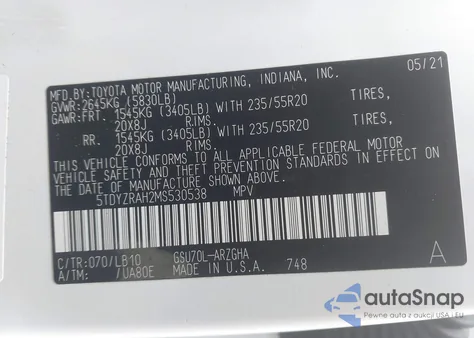 MFD.BY:TOYOTA MOTOR MANUFACTURING, INDIANA, INC. 05/21
GVWR:2645KG (5830LB)
GAWR:FRT. 1545KG (3405LB) WITH 235/55R20 TIRES,
20X8J RIMS.
RR. 1545KG (3405LB) WITH 235/55R20 TIRES,
20X8J RIMS.
THIS VEHICLE CONFORMS TO ALL APPLICABLE FEDERAL MOTOR
VEHICLE SAFETY AND THEFT PREVENTION STANDARDS IN EFFECT
ON THE DATE OF MANUFACTURE SHOWN ABOVE.
5TDYZRAH2MS530538 MPV
C/TR:070/LB10 GSU70L-ARZGHA A
A/TM: /UA80E MADE IN U.S.A. 748
autoSnap
Pewne auta z aukcji USA i EU